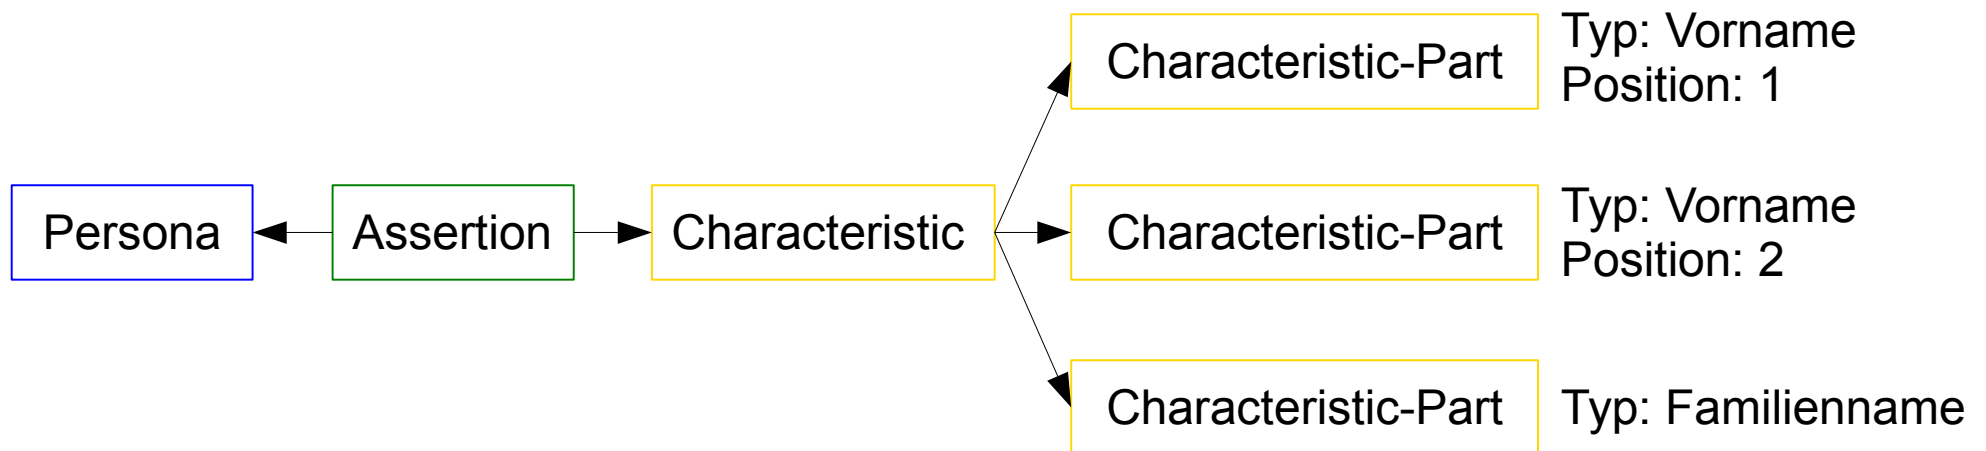 Characteristic-Part
Typ: Vorname
Position: 1
Persona
Assertion
Characteristic
Characteristic-Part
Typ: Vorname
Position: 2
Characteristic-Part
Typ: Familienname